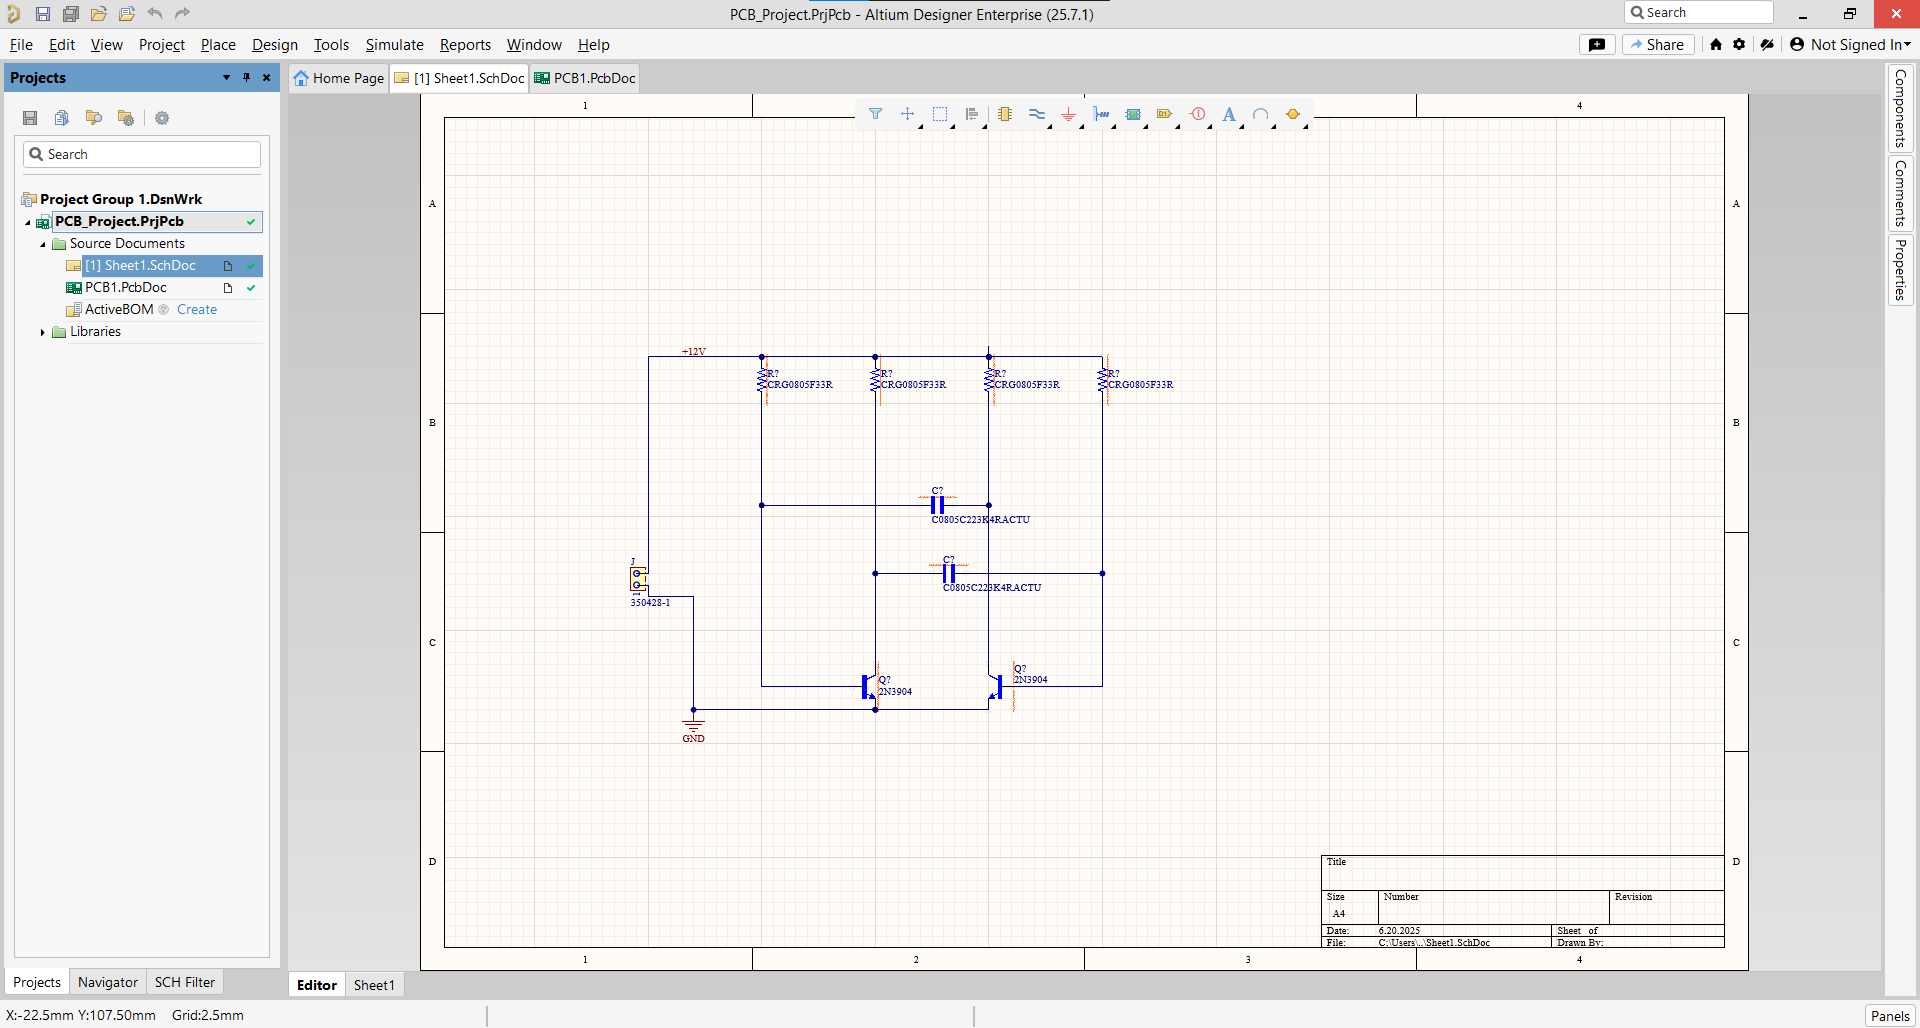 PCB_Project.PrjPcb - Altium Designer Enterprise (25.7.1)
Search
File Edit View Project Place Design Tools Simulate Reports Window Help
Share
Not Signed In
Projects
Home Page
[1] Sheet1.SchDoc
PCB1.PcbDoc
Search
Project Group 1.DsnWrk
PCB_Project.PrjPcb
Source Documents
[1] Sheet1.SchDoc
PCB1.PcbDoc
ActiveBOM Create
Libraries
Components
Comments
Properties
1
4
A
A
B
B
C
C
D
D
+12V
R?
CRG0805F33R
R?
CRG0805F33R
R?
CRG0805F33R
R?
CRG0805F33R
C?
C0805C223K4RACTU
C?
C0805C223K4RACTU
J
350428-1
Q?
2N3904
Q?
2N3904
GND
Title
Size
A4
Number
Revision
Date: 6.20.2025
Sheet of
File: C:\Users\..\Sheet1.SchDoc
Drawn By:
1
2
3
4
Projects Navigator SCH Filter
Editor Sheet1
X:-22.5mm Y:107.50mm Grid:2.5mm
Panels